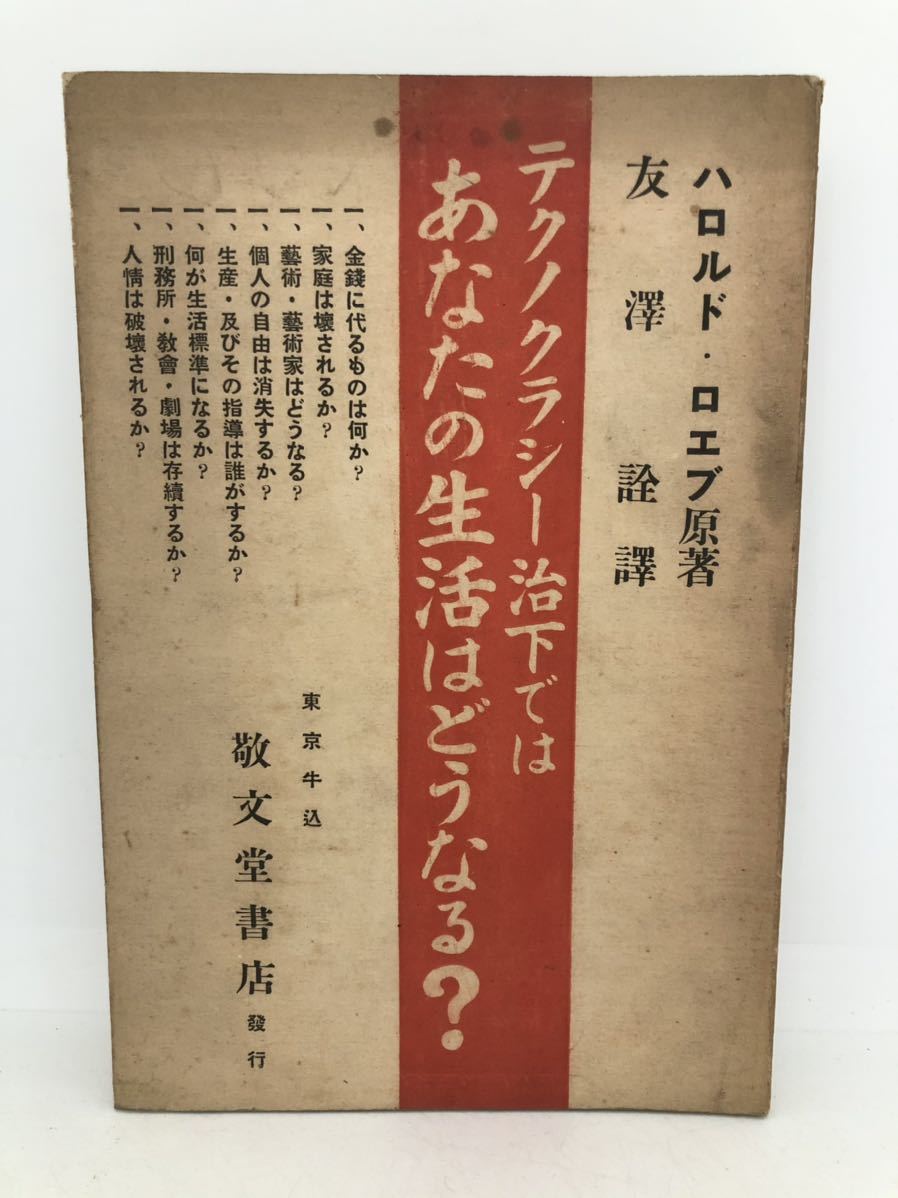 ハロルド・ロエブ原著
友澤詮譯
テクノクラシー治下では
あなたの生活はどうなる？
一、金錢に代るものは何か？
一、家庭は壞されるか？
一、藝術・藝術家はどうなる？
一、個人の自由は消失するか？
一、生産・及びその指導は誰がするか？
一、何が生活標準になるか？
一、刑務所・敎會・劇場は存續するか？
一、人情は破壞されるか？
東京牛込
敬文堂書店發行